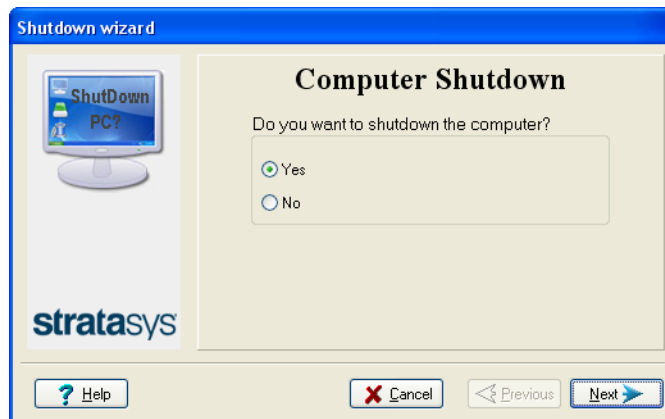 Shutdown wizard
ShutDown
PC?
Computer Shutdown
Do you want to shutdown the computer?
Yes
No
stratasys
? Help
Cancel
Previous
Next